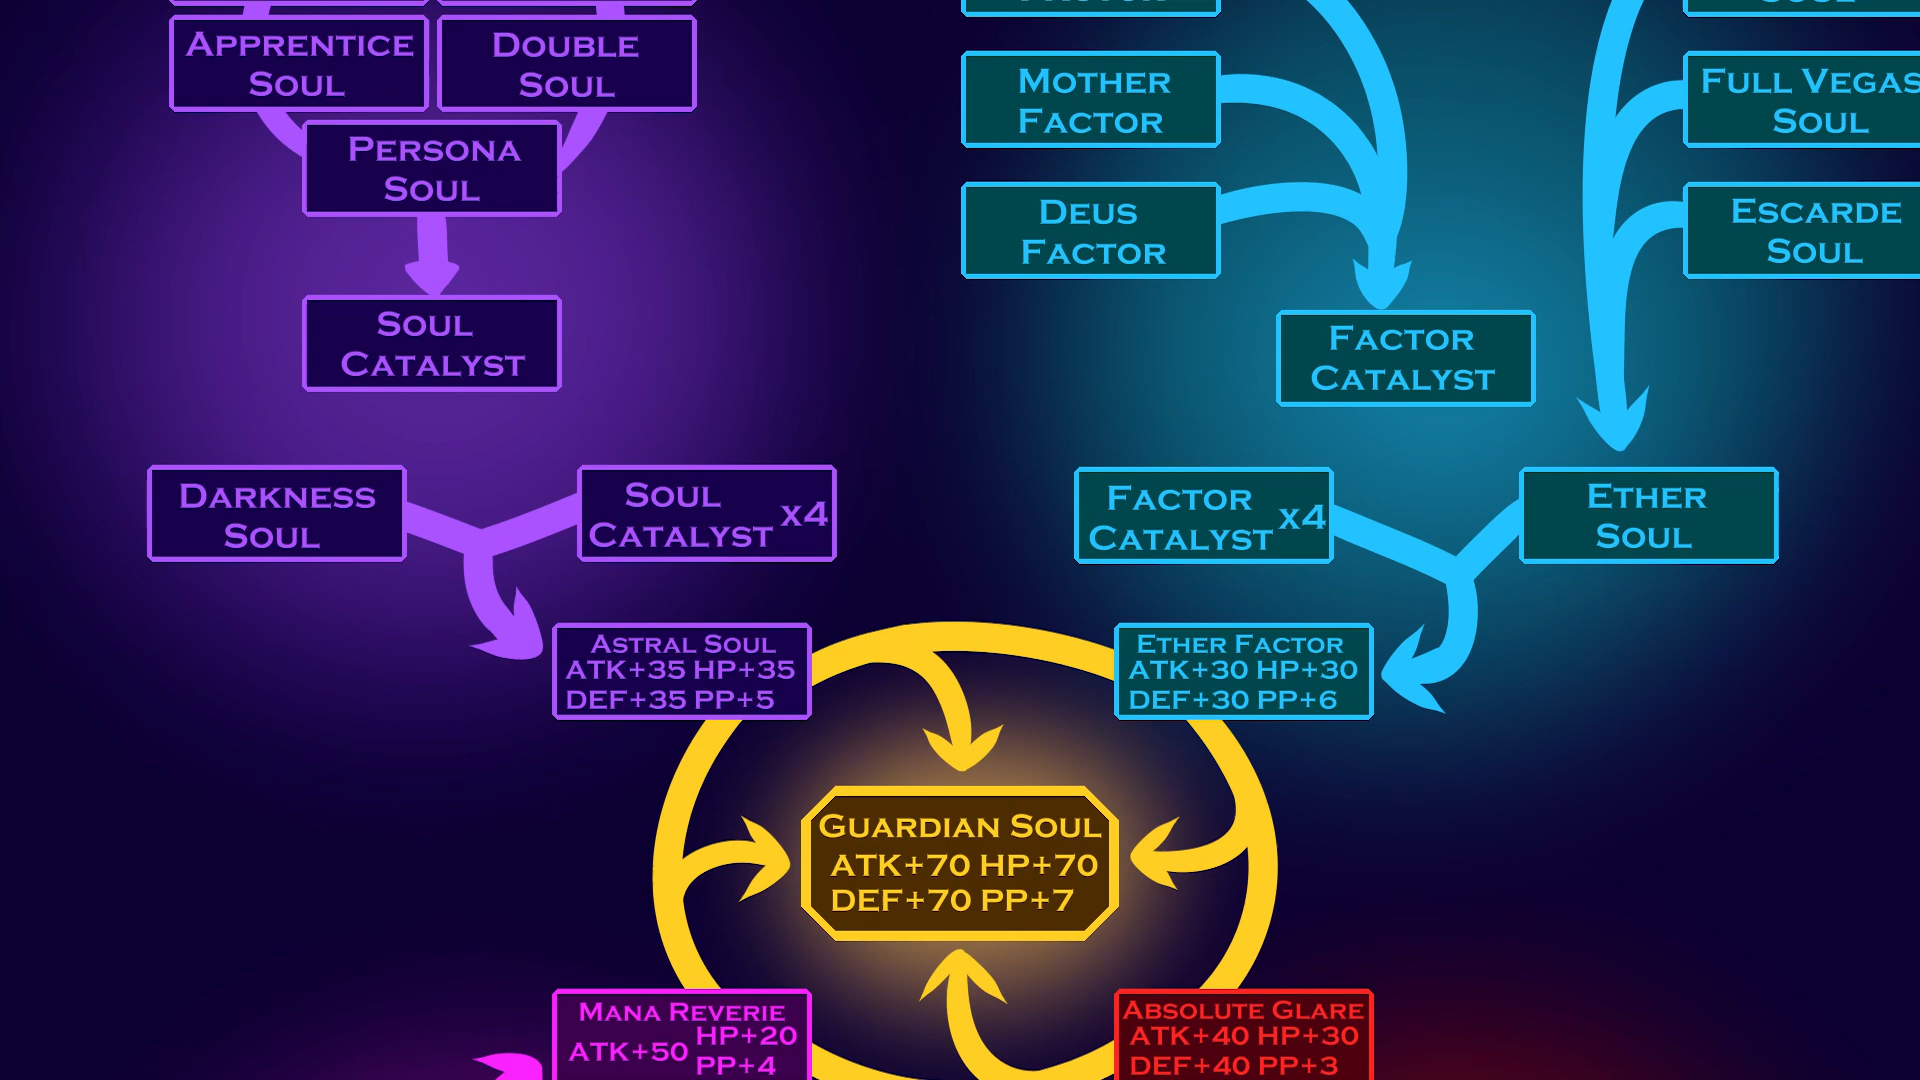 APPRENTICE
SOUL
DOUBLE
SOUL
PERSONA
SOUL
SOUL
CATALYST
DARKNESS
SOUL
SOUL
CATALYST x4
ASTRAL SOUL
ATK+35 HP+35
DEF+35 PP+5
MOTHER
FACTOR
DEUS
FACTOR
FULL VEGAS
SOUL
ESCARDE
SOUL
FACTOR
CATALYST
FACTOR
CATALYST x4
ETHER
SOUL
ETHER FACTOR
ATK+30 HP+30
DEF+30 PP+6
GUARDIAN SOUL
ATK+70 HP+70
DEF+70 PP+7
MANA REVERIE
ATK+50 HP+20
PP+4
ABSOLUTE GLARE
ATK+40 HP+30
DEF+40 PP+3